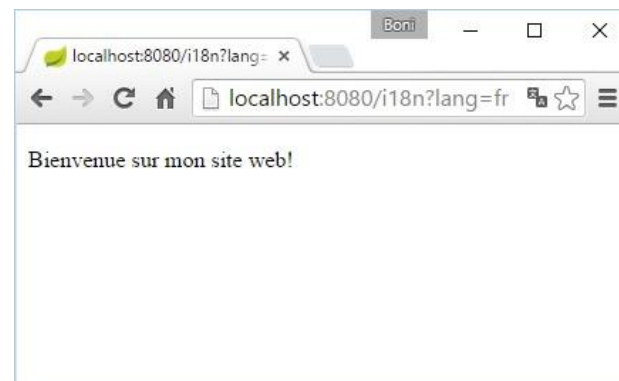 Boni
localhost:8080/i18n?lang=
localhost:8080/i18n?lang=fr
Bienvenue sur mon site web!